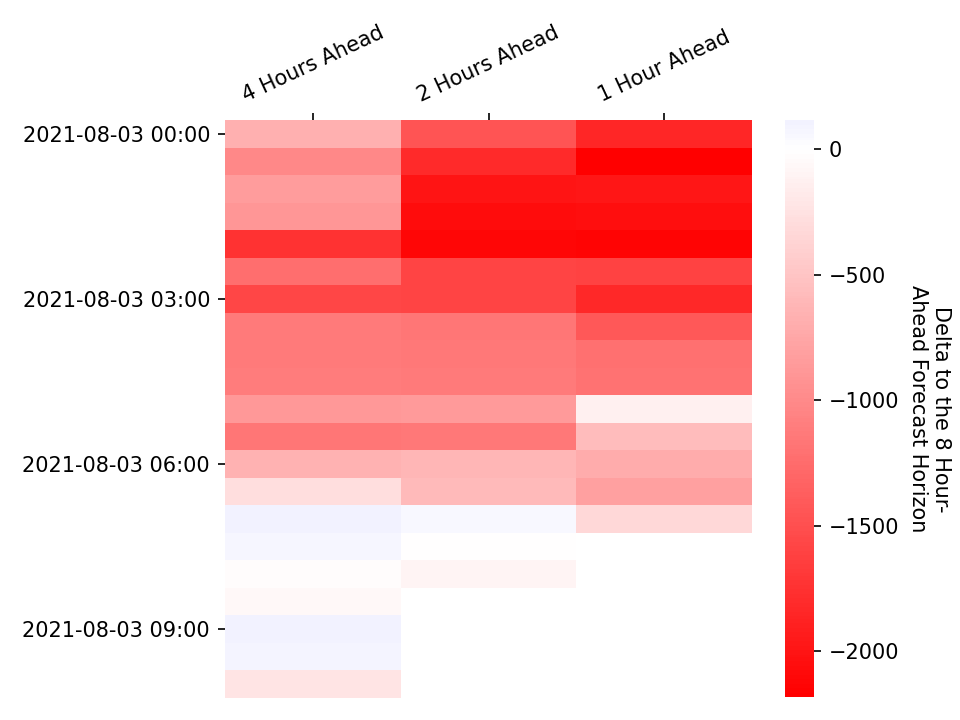 4 Hours Ahead
2 Hours Ahead
1 Hour Ahead
2021-08-03 00:00
2021-08-03 03:00
2021-08-03 06:00
2021-08-03 09:00
0
−500
−1000
−1500
−2000
Delta to the 8 Hour-
Ahead Forecast Horizon